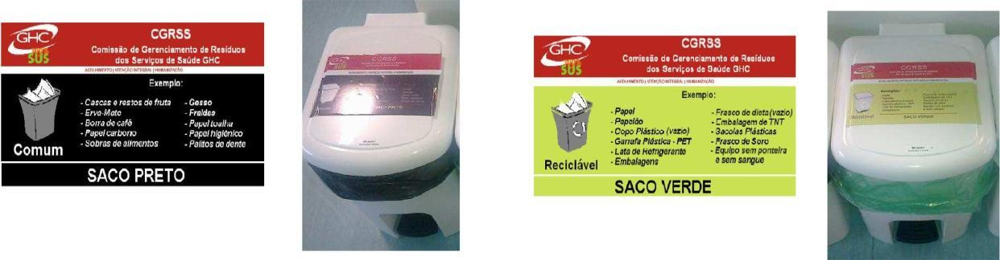 GHC
SUS
CGRSS
Comissão de Gerenciamento de Resíduos
dos Serviços de Saúde GHC
ACOLHIMENTO | ATENÇÃO INTEGRAL | HUMANIZAÇÃO
Exemplo:
- Cascas e restos de fruta
- Erva-Mate
- Borra de café
- Papel carbono
- Sobras de alimentos
- Gesso
- Fraldas
- Papel toalha
- Papel higiênico
- Palitos de dente
Comum
SACO PRETO
CGRSS
SACO PRETO
GHC
SUS
CGRSS
Comissão de Gerenciamento de Resíduos
dos Serviços de Saúde GHC
ACOLHIMENTO | ATENÇÃO INTEGRAL | HUMANIZAÇÃO
Exemplo:
- Papel
- Papelão
- Copo Plástico (vazio)
- Garrafa Plástica - PET
- Lata de Refrigerante
- Embalagens
- Frasco de dieta (vazio)
- Embalagem de TNT
- Sacolas Plásticas
- Frasco de Soro
- Equipo sem ponteira
e sem sangue
Reciclável
SACO VERDE
SUS
CGRSS
Reciclável
SACO VERDE